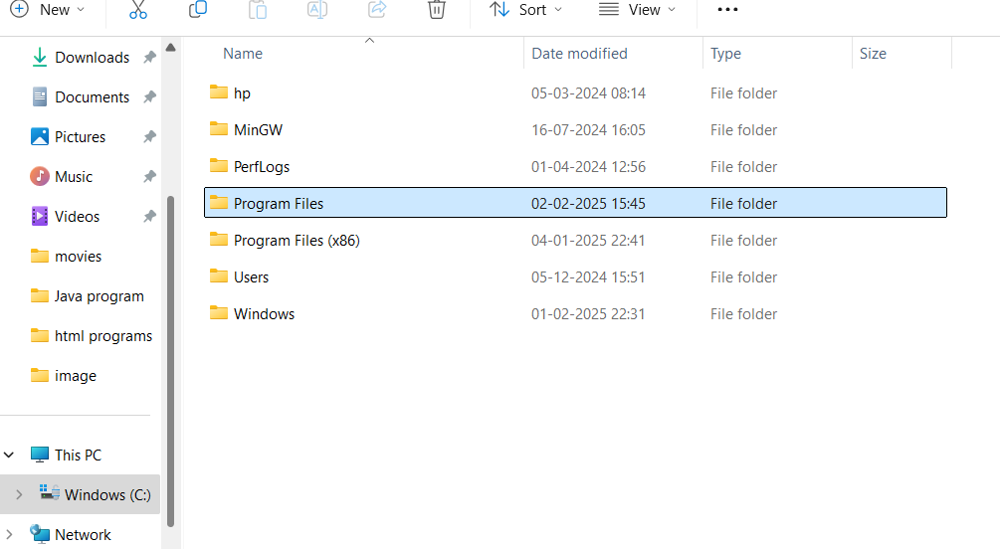 New Sort View
Downloads
Documents
Pictures
Music
Videos
movies
Java program
html programs
image
This PC
Windows (C:)
Network
Name Date modified Type Size
hp 05-03-2024 08:14 File folder
MinGW 16-07-2024 16:05 File folder
PerfLogs 01-04-2024 12:56 File folder
Program Files 02-02-2025 15:45 File folder
Program Files (x86) 04-01-2025 22:41 File folder
Users 05-12-2024 15:51 File folder
Windows 01-02-2025 22:31 File folder